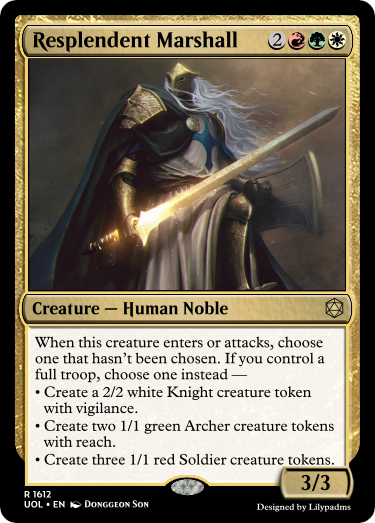 Resplendent Marshall 2
Creature — Human Noble
When this creature enters or attacks, choose
one that hasn't been chosen. If you control a
full troop, choose one instead —
• Create a 2/2 white Knight creature token
with vigilance.
• Create two 1/1 green Archer creature tokens
with reach.
• Create three 1/1 red Soldier creature tokens.
3/3
R 1612
UOL • EN Donggeon Son
Designed by Lilypadms